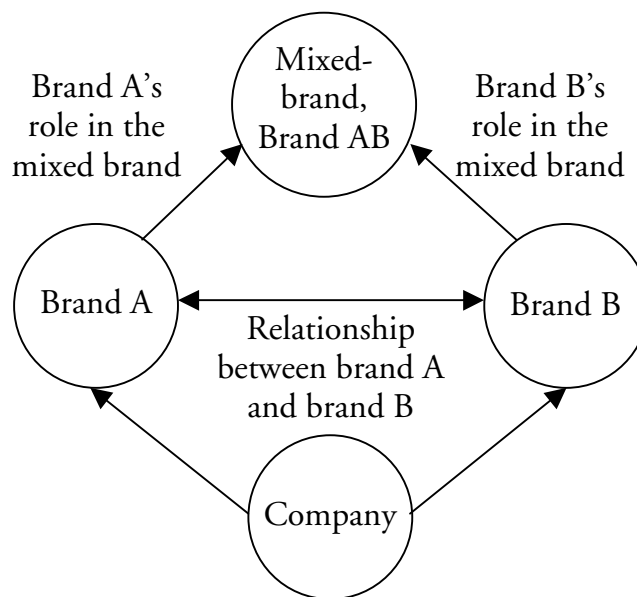 Mixed-
brand,
Brand AB
Brand A’s
role in the
mixed brand
Brand B’s
role in the
mixed brand
Brand A
Brand B
Relationship
between brand A
and brand B
Company